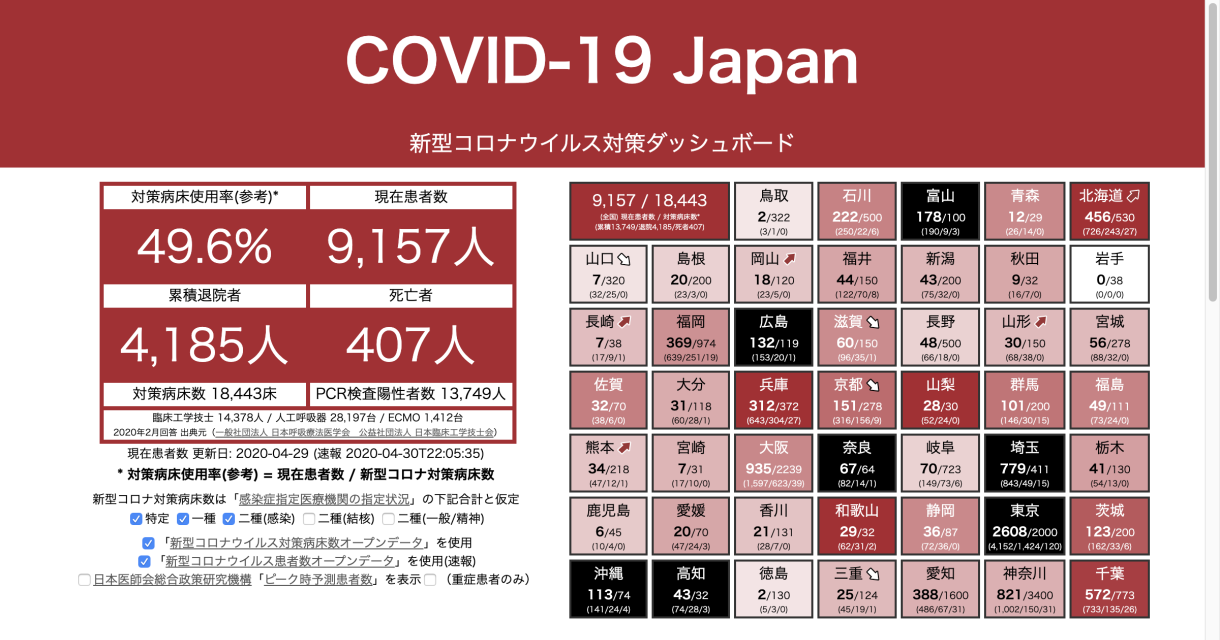 COVID-19 Japan
新型コロナウイルス対策ダッシュボード
対策病床使用率(参考)*
現在患者数
49.6%
9,157人
累積退院者
死亡者
4,185人
407人
対策病床数 18,443床
PCR検査陽性者数 13,749人
臨床工学技士 14,378人 / 人工呼吸器 28,197台 / ECMO 1,412台
2020年2月回答 出典元（一般社団法人 日本呼吸療法医学会　公益社団法人 日本臨床工学技士会）
現在患者数 更新日: 2020-04-29 (速報 2020-04-30T22:05:35)
* 対策病床使用率(参考) = 現在患者数 / 新型コロナ対策病床数
新型コロナ対策病床数は「感染症指定医療機関の指定状況」の下記合計と仮定
特定 一種 二種(感染) 二種(結核) 二種(一般/精神)
「新型コロナウイルス対策病床数オープンデータ」を使用
「新型コロナウイルス患者数オープンデータ」を使用(速報)
日本医師会総合政策研究機構「ピーク時予測患者数」を表示 （重症患者のみ）
9,157 / 18,443
(全国) 現在患者数 / 対策病床数*
(累積13,749/退院4,185/死者407)
鳥取
2/322
(3/1/0)
石川
222/500
(250/22/6)
富山
178/100
(190/9/3)
青森
12/29
(26/14/0)
北海道
456/530
(726/243/27)
山口
7/320
(32/25/0)
島根
20/200
(23/3/0)
岡山
18/120
(23/5/0)
福井
44/150
(122/70/8)
新潟
43/200
(75/32/0)
秋田
9/32
(16/7/0)
岩手
0/38
(0/0/0)
長崎
7/38
(17/9/1)
福岡
369/974
(639/251/19)
広島
132/119
(153/20/1)
滋賀
60/150
(96/35/1)
長野
48/500
(66/18/0)
山形
30/150
(68/38/0)
宮城
56/278
(88/32/0)
佐賀
32/70
(38/6/0)
大分
31/118
(60/28/1)
兵庫
312/372
(643/304/27)
京都
151/278
(316/156/9)
山梨
28/30
(52/24/0)
群馬
101/200
(146/30/15)
福島
49/111
(73/24/0)
熊本
34/218
(47/12/1)
宮崎
7/31
(17/10/0)
大阪
935/2239
(1,597/623/39)
奈良
67/64
(82/14/1)
岐阜
70/723
(149/73/6)
埼玉
779/411
(843/49/15)
栃木
41/130
(54/13/0)
鹿児島
6/45
(10/4/0)
愛媛
20/70
(47/24/3)
香川
21/131
(28/7/0)
和歌山
29/32
(62/31/2)
静岡
36/87
(72/36/0)
東京
2608/2000
(4,152/1,424/120)
茨城
123/200
(162/33/6)
沖縄
113/74
(141/24/4)
高知
43/32
(74/28/3)
徳島
2/130
(5/3/0)
三重
25/124
(45/19/1)
愛知
388/1600
(486/67/31)
神奈川
821/3400
(1,002/150/31)
千葉
572/773
(733/135/26)